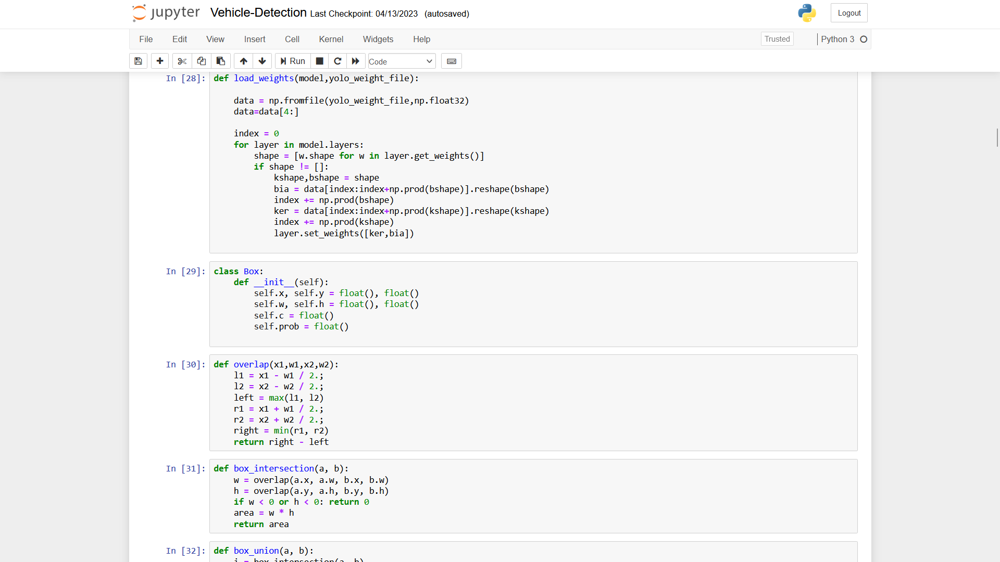 jupyter Vehicle-Detection Last Checkpoint: 04/13/2023 (autosaved) Logout
File Edit View Insert Cell Kernel Widgets Help Trusted Python 3
Run Code
In [28]: def load_weights(model,yolo_weight_file):
data = np.fromfile(yolo_weight_file,np.float32)
data=data[4:]
index = 0
for layer in model.layers:
shape = [w.shape for w in layer.get_weights()]
if shape != []:
kshape,bshape = shape
bia = data[index:index+np.prod(bshape)].reshape(bshape)
index += np.prod(bshape)
ker = data[index:index+np.prod(kshape)].reshape(kshape)
index += np.prod(kshape)
layer.set_weights([ker,bia])
In [29]: class Box:
def __init__(self):
self.x, self.y = float(), float()
self.w, self.h = float(), float()
self.c = float()
self.prob = float()
In [30]: def overlap(x1,w1,x2,w2):
l1 = x1 - w1 / 2.;
l2 = x2 - w2 / 2.;
left = max(l1, l2)
r1 = x1 + w1 / 2.;
r2 = x2 + w2 / 2.;
right = min(r1, r2)
return right - left
In [31]: def box_intersection(a, b):
w = overlap(a.x, a.w, b.x, b.w)
h = overlap(a.y, a.h, b.y, b.h)
if w < 0 or h < 0: return 0
area = w * h
return area
In [32]: def box_union(a, b):
i = box_intersection(a, b)